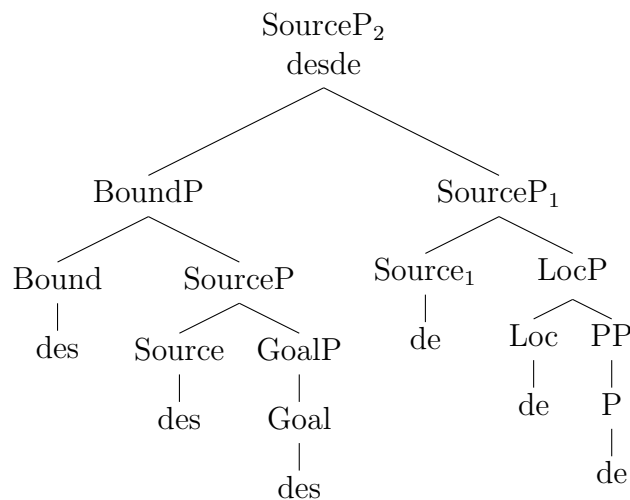 SourceP₂
desde
BoundP SourceP₁
Bound SourceP Source₁ LocP
des Source GoalP de Loc PP
des Goal de P
des de